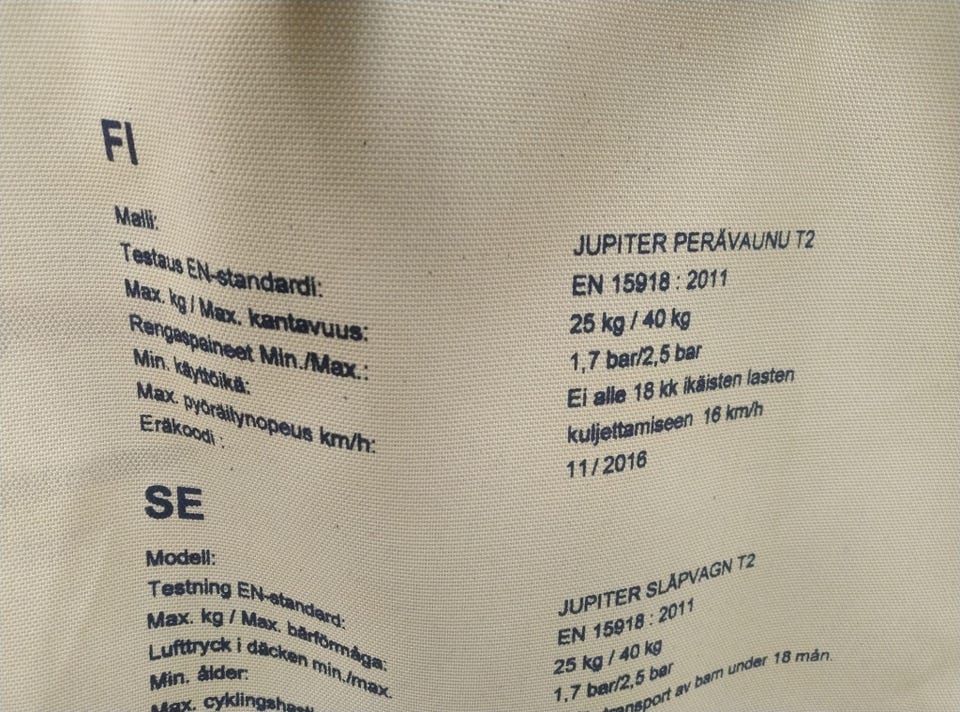 FI
Malli: JUPITER PERÄVAUNU T2
Testaus EN-standardi: EN 15918 : 2011
Max. kg / Max. kantavuus: 25 kg / 40 kg
Rengaspaineet Min./Max.: 1,7 bar/2,5 bar
Min. käyttöikä: Ei alle 18 kk ikäisten lasten
Max. pyöräilynopeus km/h: kuljettamiseen 16 km/h
Eräkoodi : 11 / 2016
SE
Modell: JUPITER SLÄPVAGN T2
Testning EN-standard: EN 15918 : 2011
Max. kg / Max. bärförmåga: 25 kg / 40 kg
Lufttryck i däcken min./max. 1,7 bar/2,5 bar
Min. ålder: transport av barn under 18 mån.
Max.